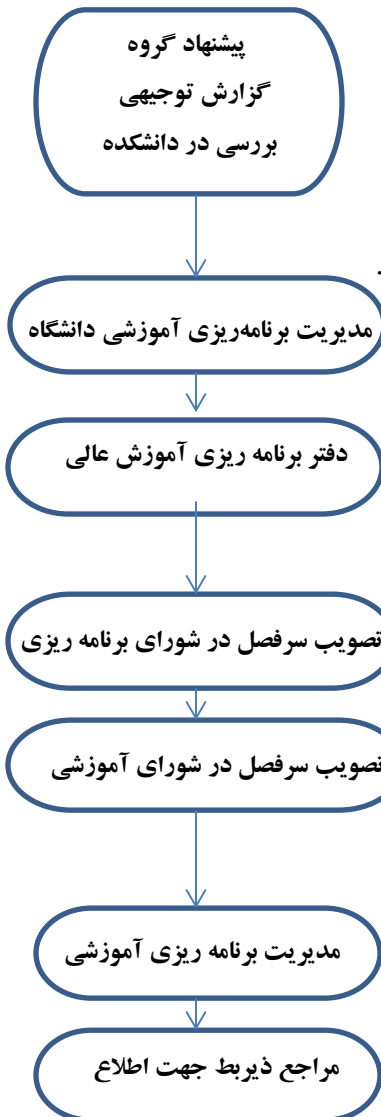 پیشنهاد گروه
گزارش توجیهی
بررسی در دانشکده
.
مدیریت برنامه‌ریزی آموزشی دانشگاه
دفتر برنامه ریزی آموزش عالی
تصویب سرفصل در شورای برنامه ریزی
تصویب سرفصل در شورای آموزشی
مدیریت برنامه ریزی آموزشی
مراجع ذیربط جهت اطلاع